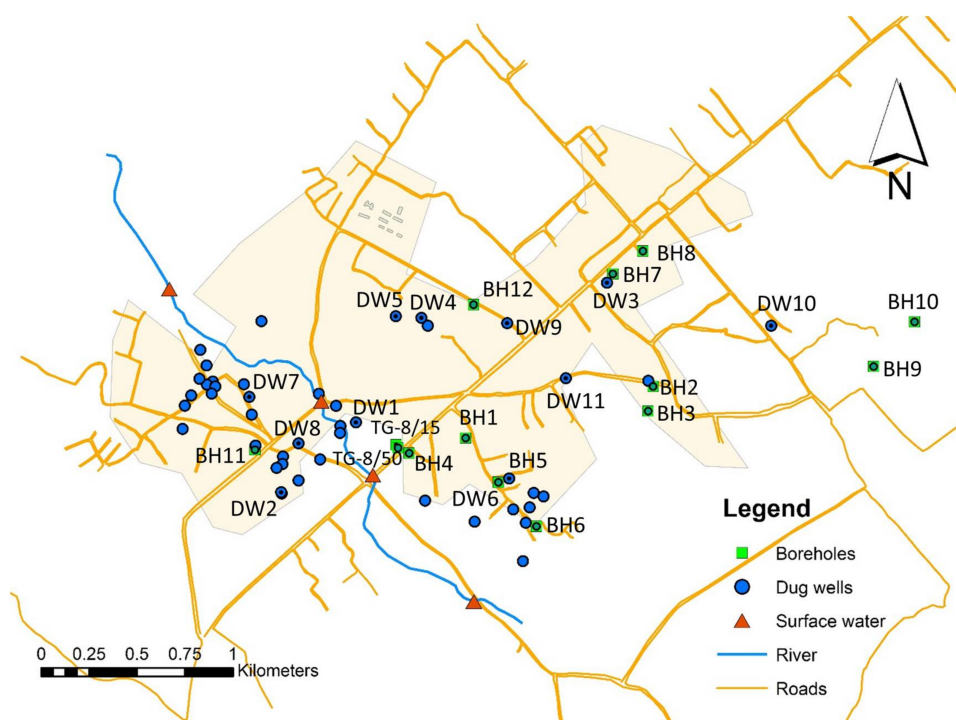 N
BH8
BH7
DW3
DW5
DW4
BH12
DW9
DW10
BH10
BH9
DW7
DW11
BH2
BH3
DW1
DW8
TG-8/15
BH1
BH11
TG-8/50
BH4
BH5
DW2
DW6
BH6
Legend
Boreholes
Dug wells
Surface water
River
Roads
0 0.25 0.5 0.75 1
Kilometers